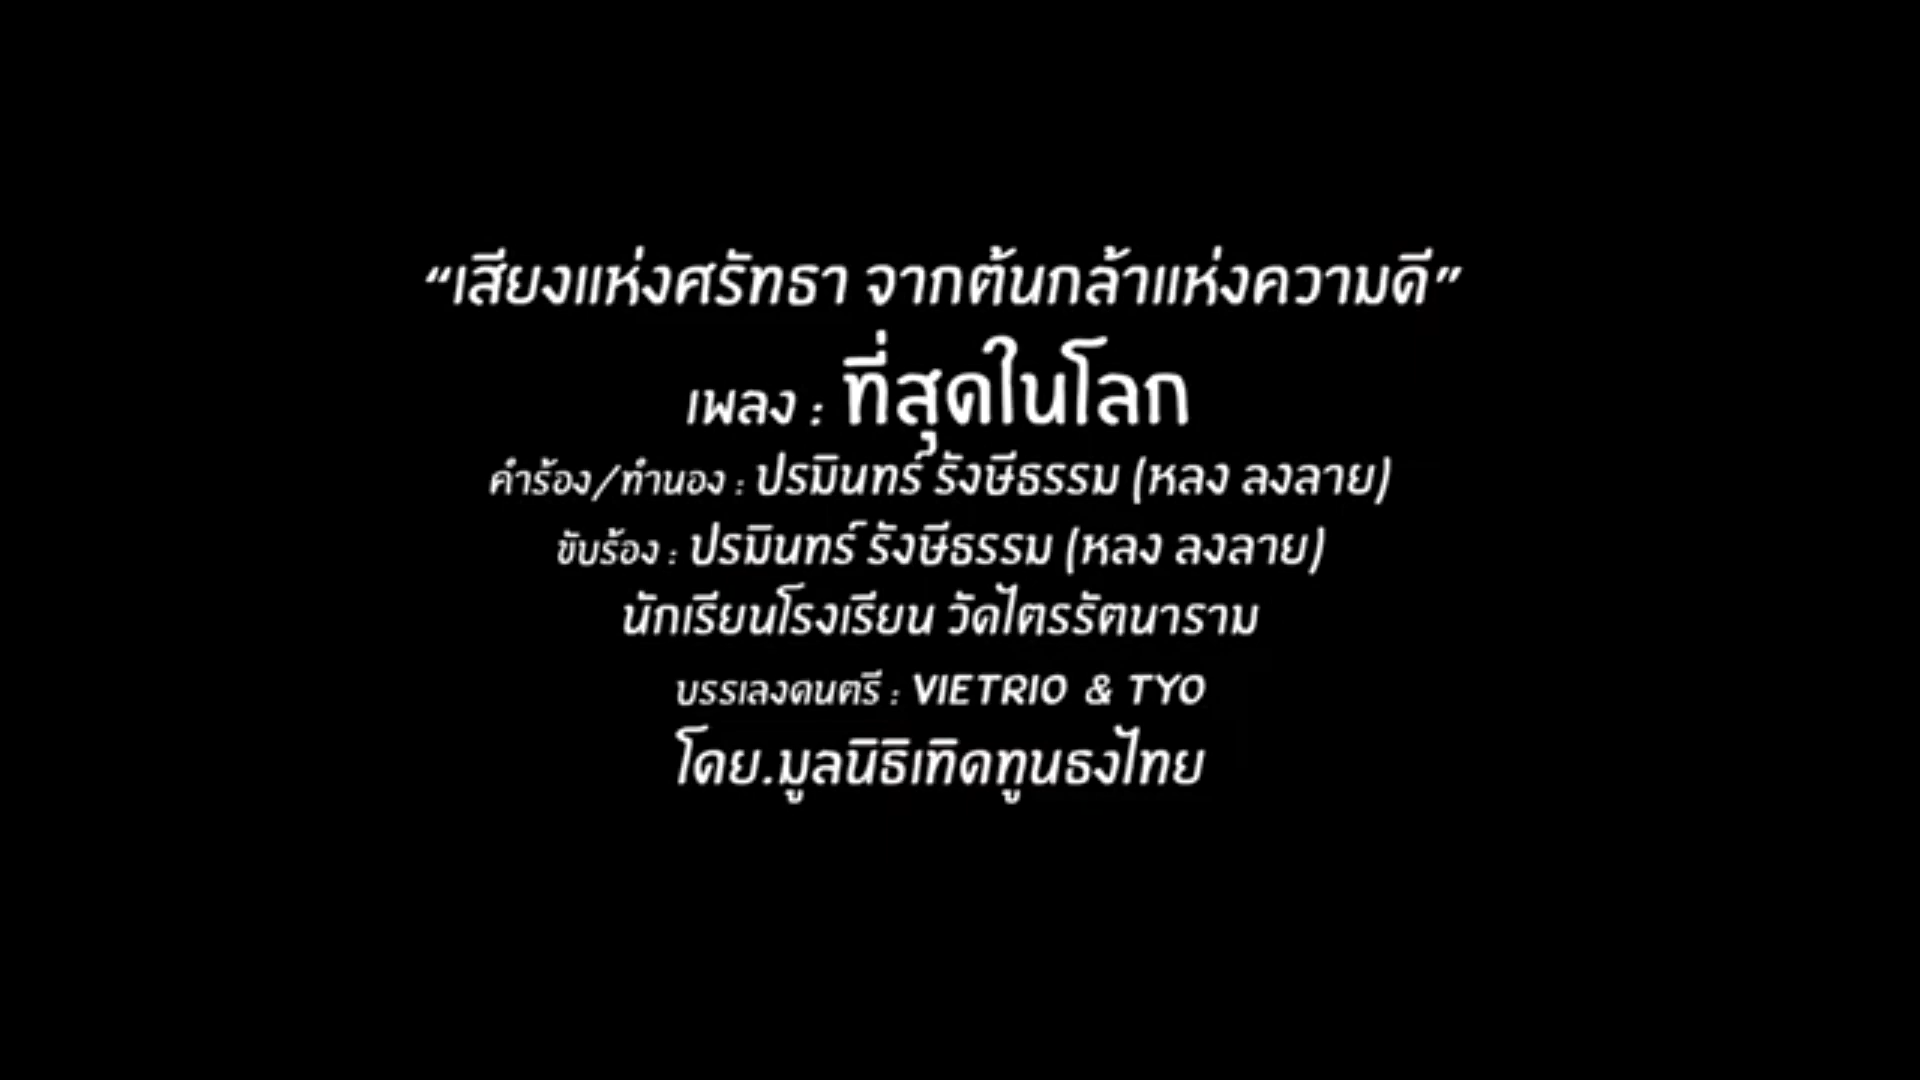 “เสียงแห่งศรัทธา จากต้นกล้าแห่งความดี”
เพลง : ที่สุดในโลก
คำร้อง/ทำนอง : ปรมินทร์ รังษีธรรม (หลง ลงลาย)
ขับร้อง : ปรมินทร์ รังษีธรรม (หลง ลงลาย)
นักเรียนโรงเรียน วัดไตรรัตนาราม
บรรเลงดนตรี : VIETRIO & TYO
โดย.มูลนิธิเทิดทูนธงไทย